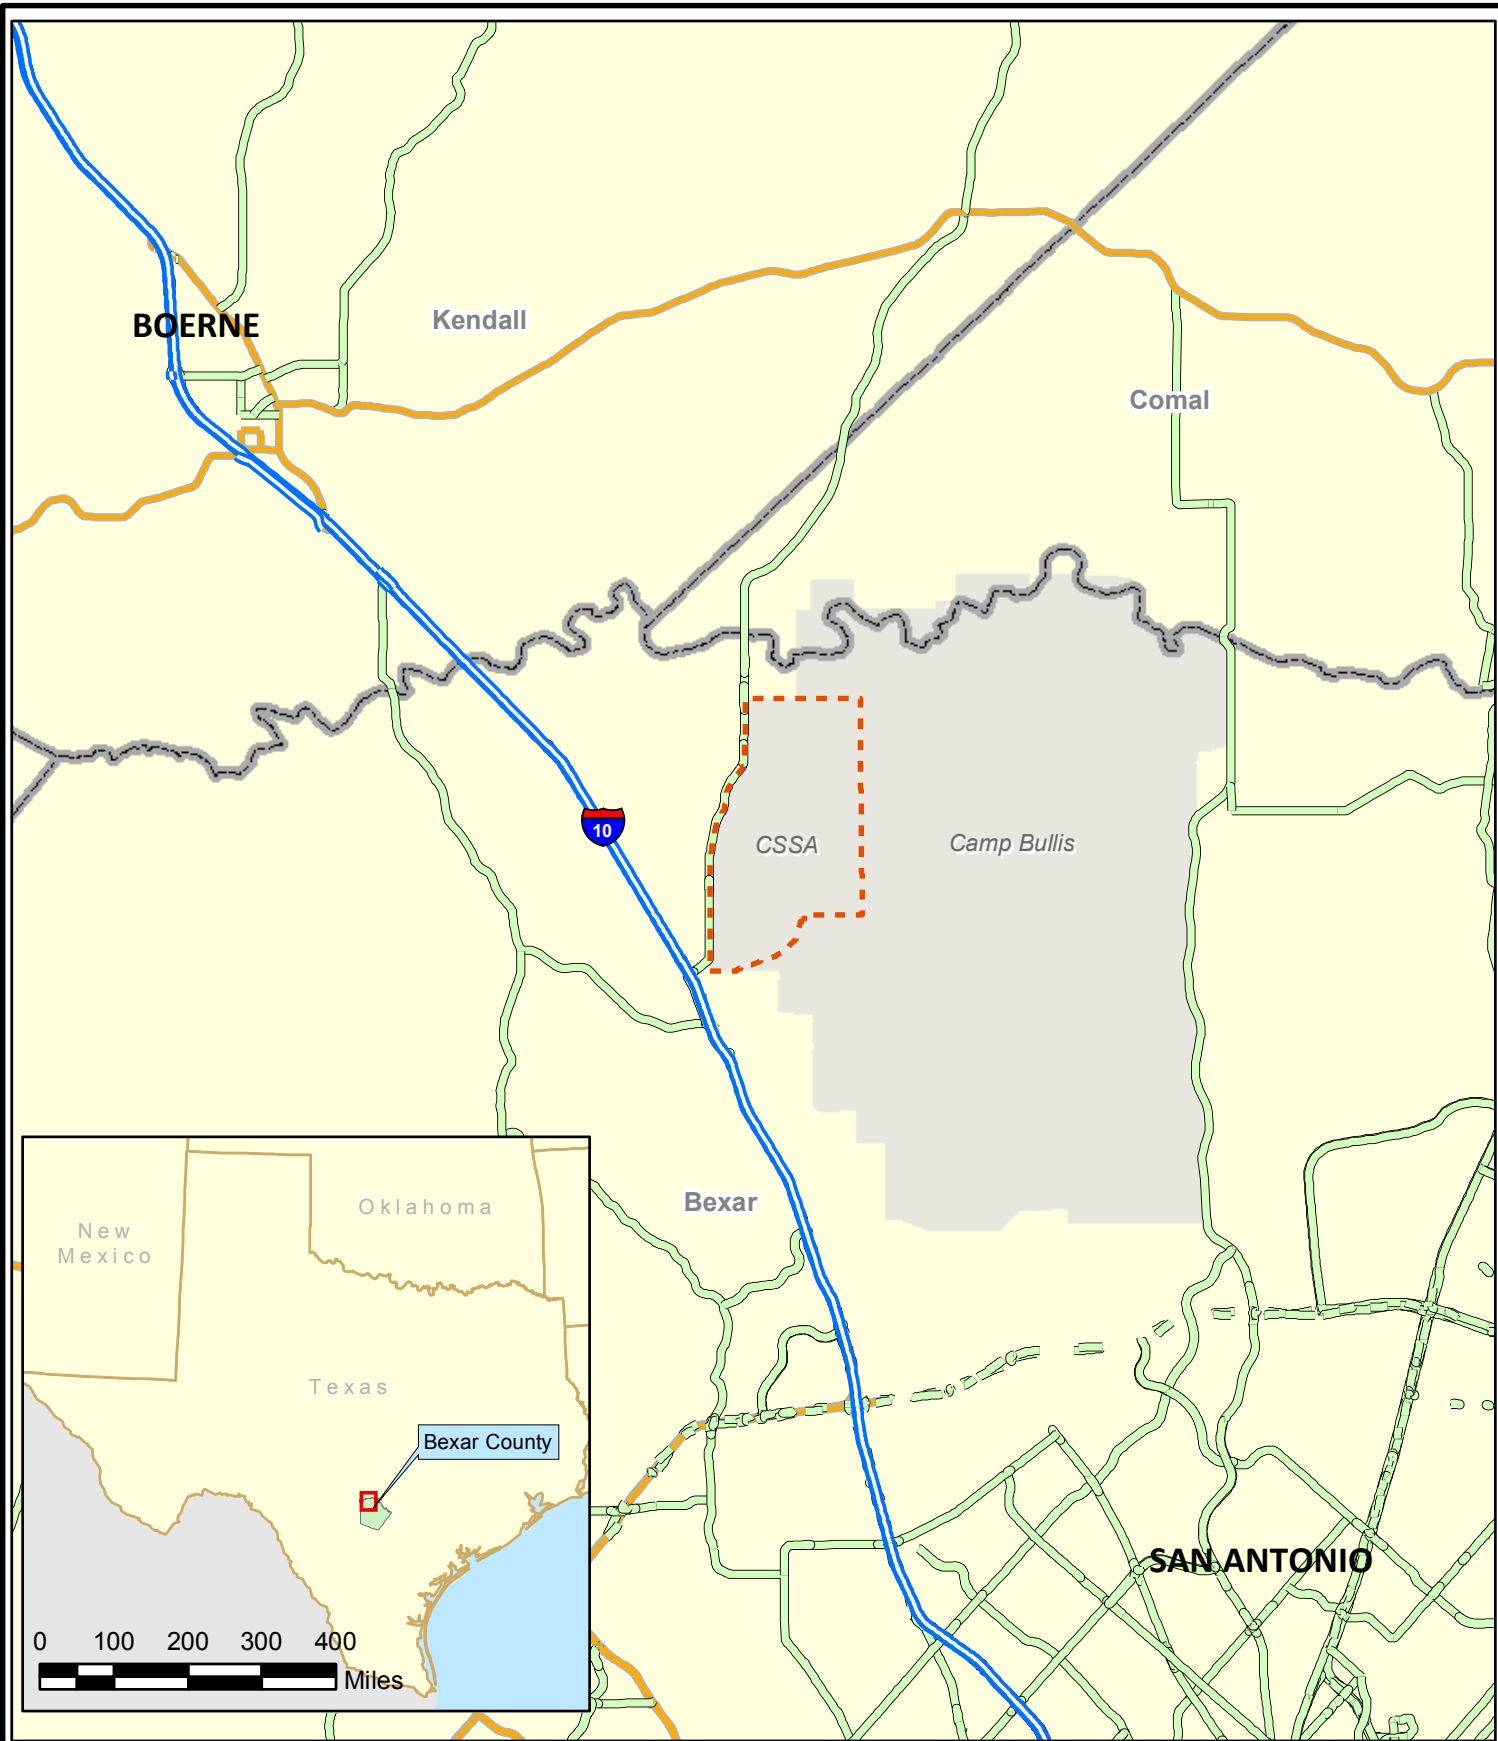 BOERNE
Kendall
Comal
10
CSSA
Camp Bullis
Bexar
Oklahoma
New
Mexico
Texas
Bexar County
SAN ANTONIO
0 100 200 300 400
Miles